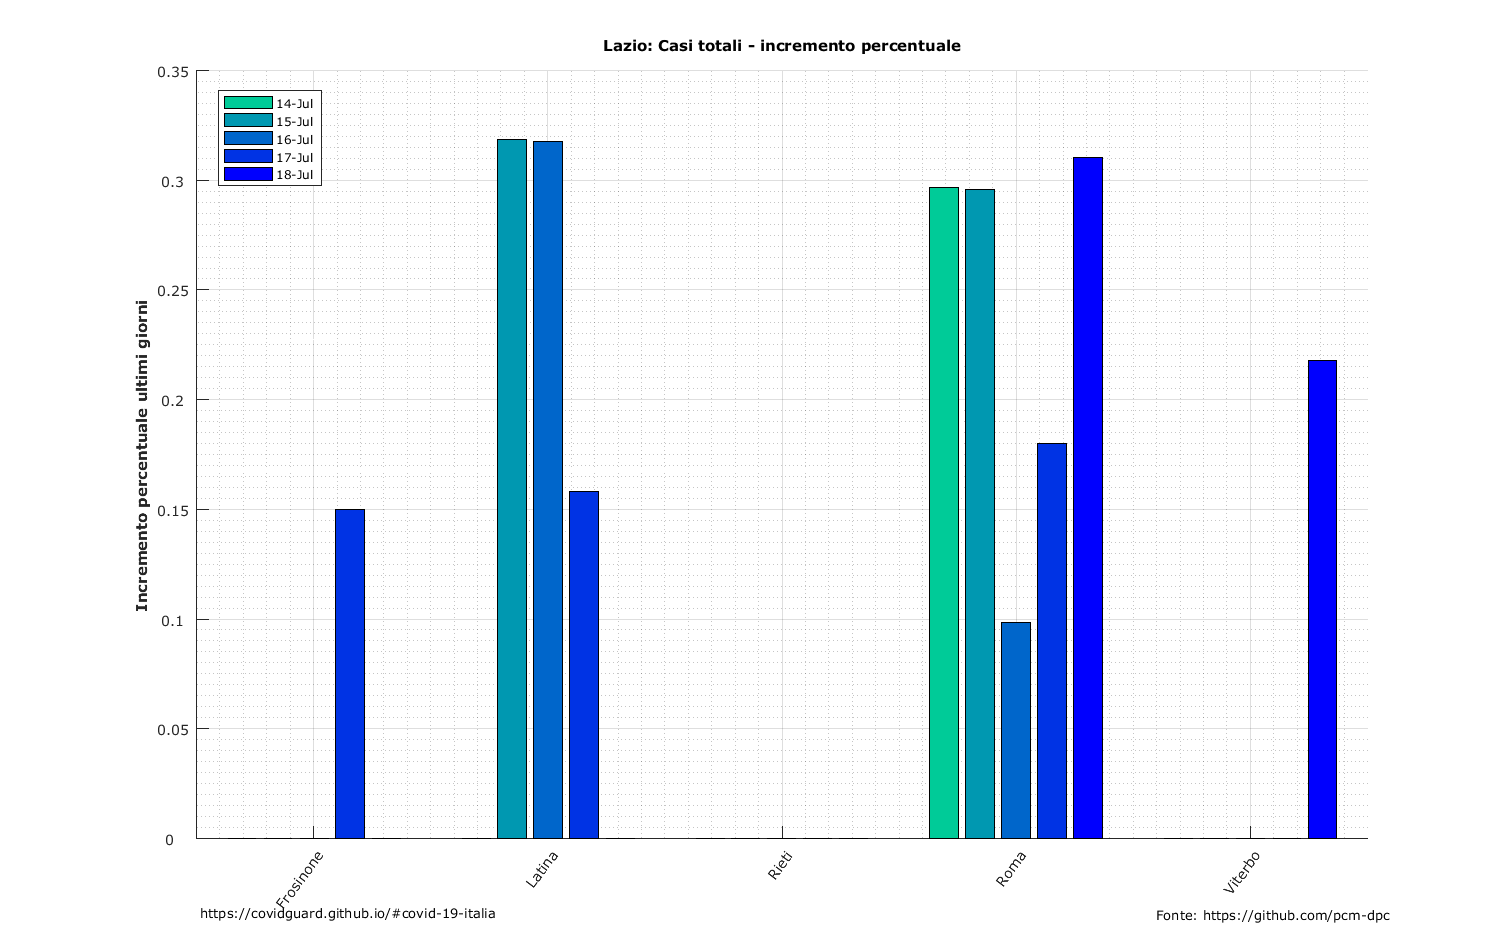 Lazio: Casi totali - incremento percentuale
0.35
0.3
0.25
0.2
0.15
0.1
0.05
0
Incremento percentuale ultimi giorni
14-Jul
15-Jul
16-Jul
17-Jul
18-Jul
Frosinone
Latina
Rieti
Roma
Viterbo
https://covidguard.github.io/#covid-19-italia
Fonte: https://github.com/pcm-dpc